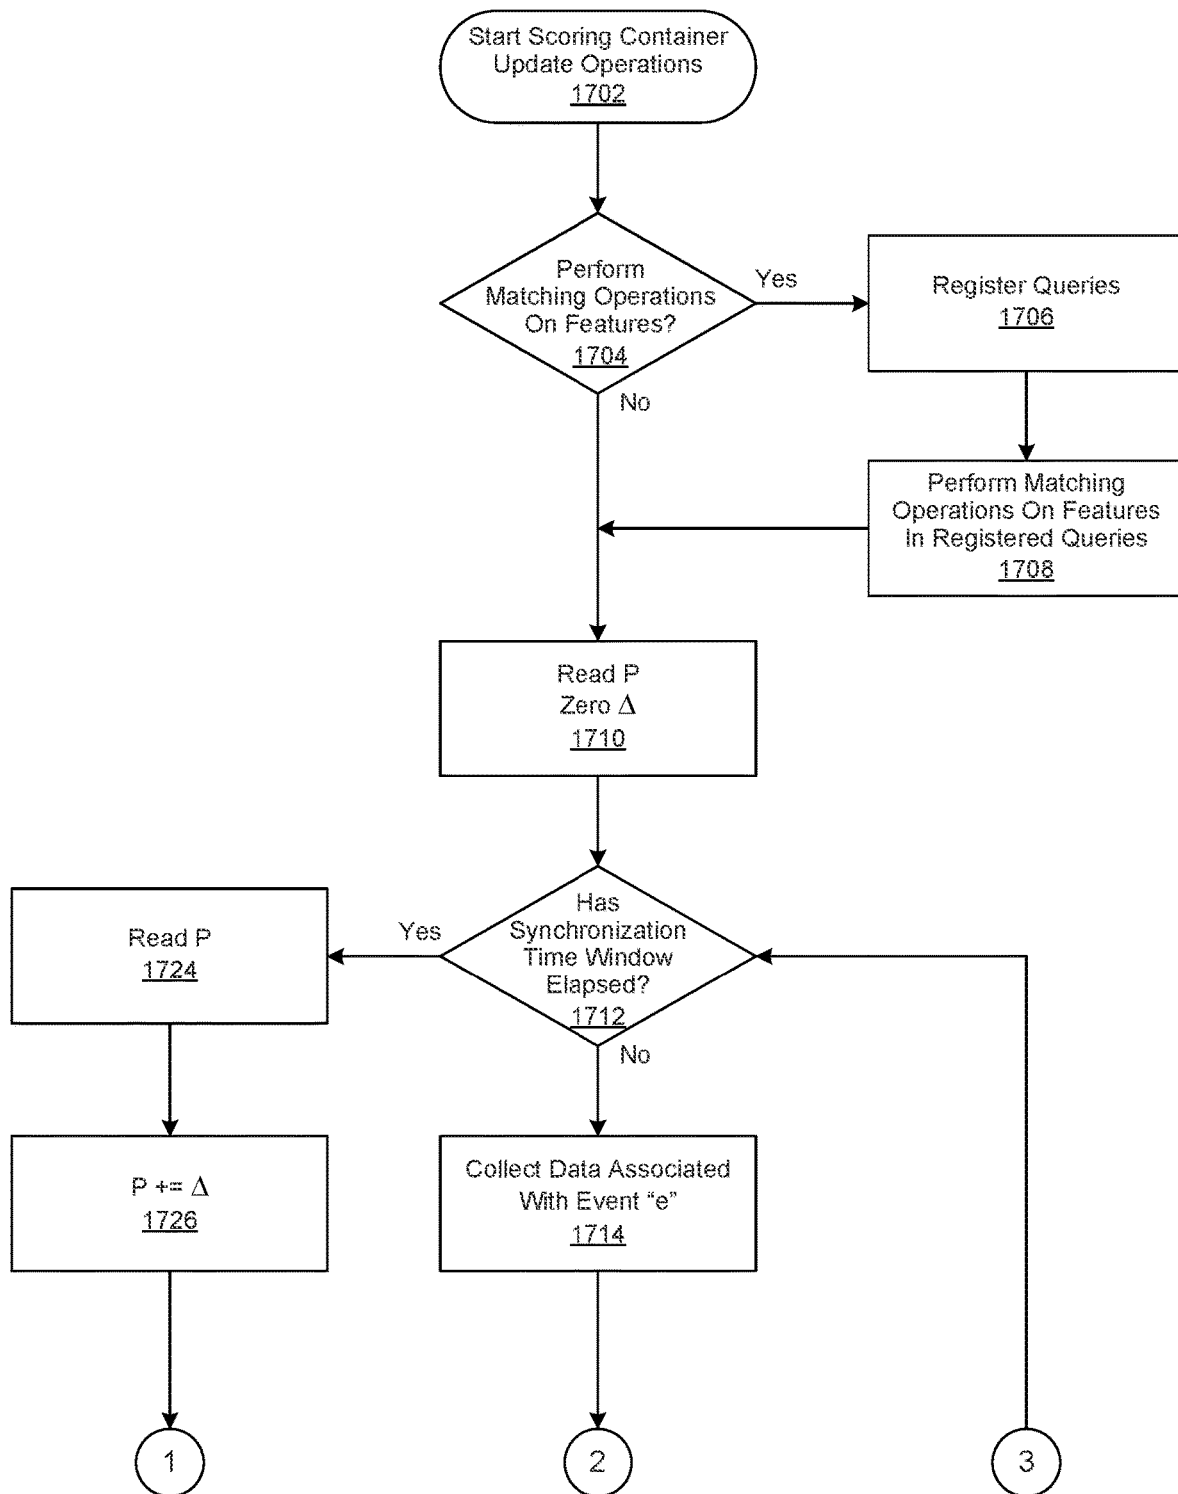 Start Scoring Container
Update Operations
1702
Perform
Matching Operations
On Features?
1704
Yes
No
Register Queries
1706
Perform Matching
Operations On Features
In Registered Queries
1708
Read P
Zero Δ
1710
Has
Synchronization
Time Window
Elapsed?
1712
Yes
No
Read P
1724
P += Δ
1726
Collect Data Associated
With Event “e”
1714
1
2
3